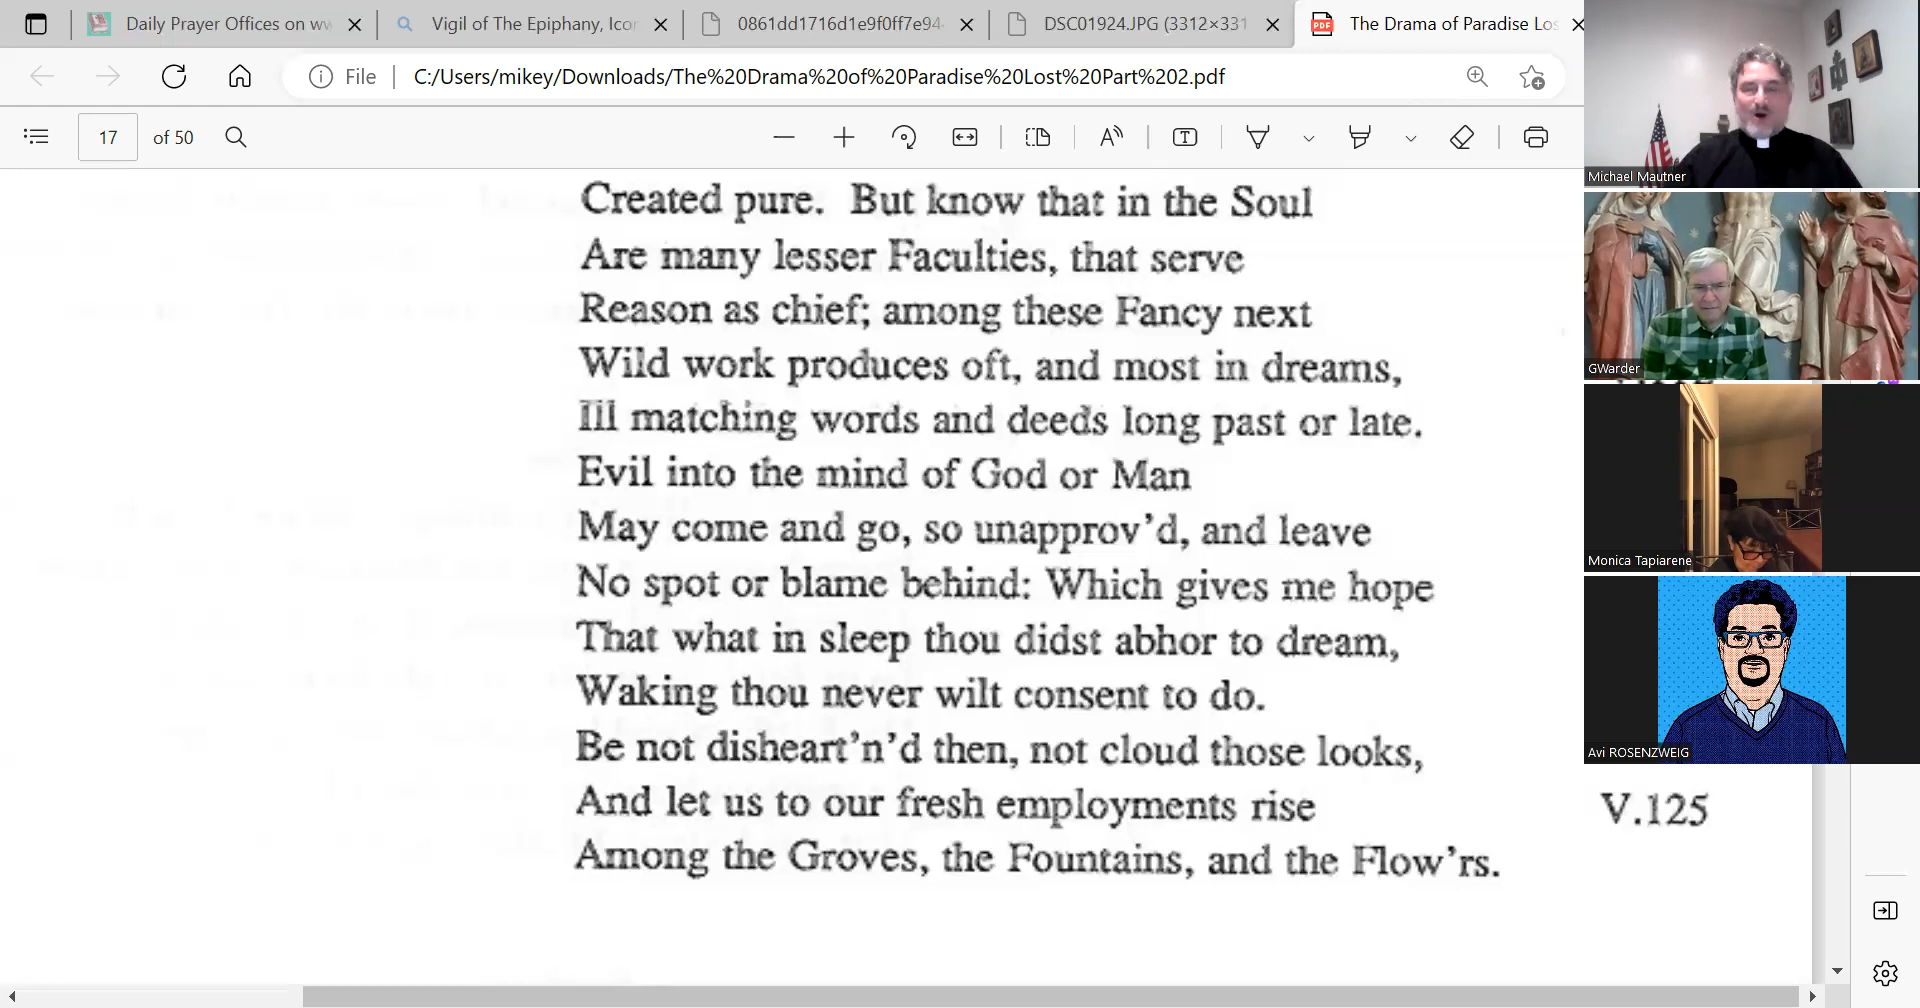 Daily Prayer Offices on
Vigil of The Epiphany, Ico
0861dd1716d1e9f0ff7e94
DSC01924.JPG (3312×331
PDF
The Drama of Paradise Los
File
C:/Users/mikey/Downloads/The%20Drama%20of%20Paradise%20Lost%20Part%202.pdf
17 of 50
Created pure. But know that in the Soul
Are many lesser Faculties, that serve
Reason as chief; among these Fancy next
Wild work produces oft, and most in dreams,
Ill matching words and deeds long past or late.
Evil into the mind of God or Man
May come and go, so unapprov'd, and leave
No spot or blame behind: Which gives me hope
That what in sleep thou didst abhor to dream,
Waking thou never wilt consent to do.
Be not disheart'n'd then, not cloud those looks,
And let us to our fresh employments rise
V.125
Among the Groves, the Fountains, and the Flow'rs.
Michael Mautner
GWarder
Monica Tapiarene
Avi ROSENZWEIG